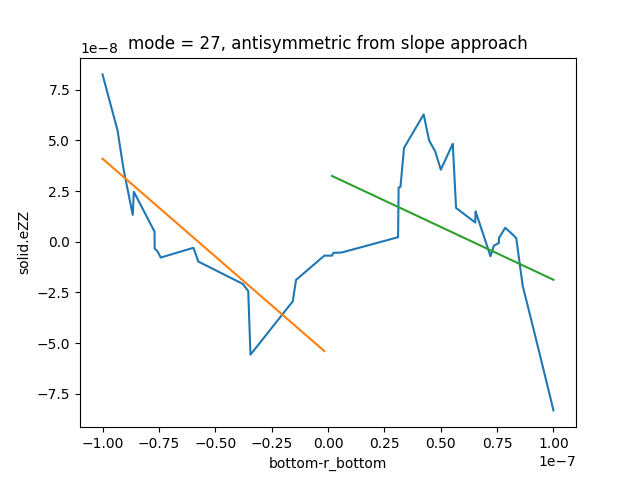 mode = 27, antisymmetric from slope approach
1e−8
7.5
5.0
2.5
0.0
−2.5
−5.0
−7.5
solid.eZZ
−1.00 −0.75 −0.50 −0.25 0.00 0.25 0.50 0.75 1.00
bottom-r_bottom
1e−7